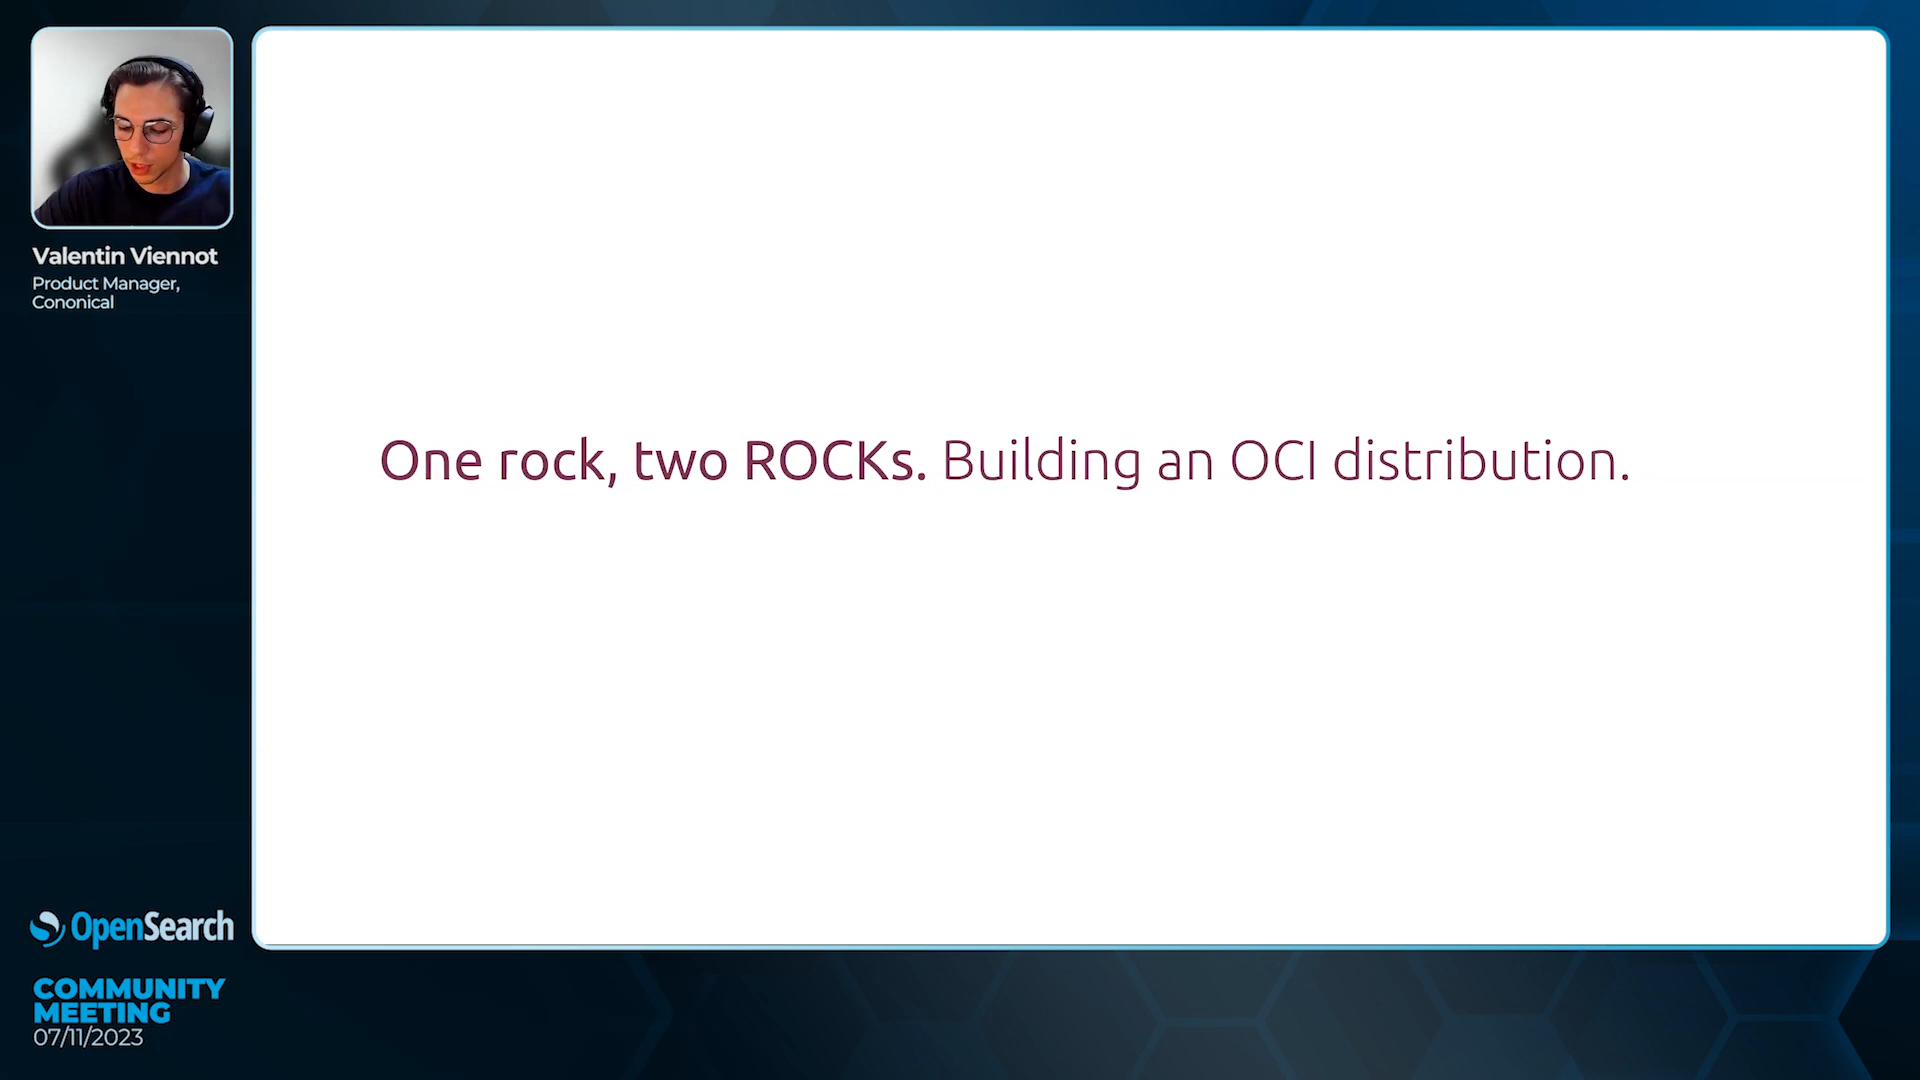 Valentin Viennot
Product Manager,
Cononical
One rock, two ROCKs. Building an OCI distribution.
OpenSearch
COMMUNITY
MEETING
07/11/2023